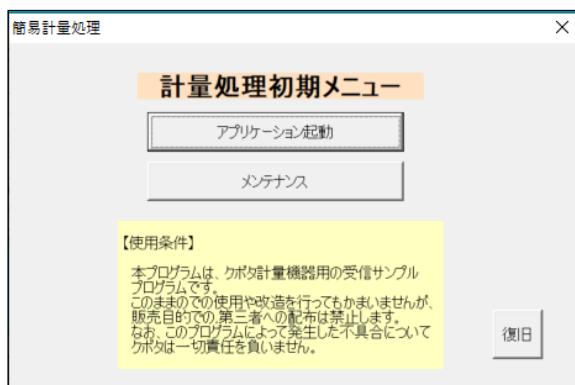 簡易計量処理
計量処理初期メニュー
アプリケーション起動
メンテナンス
【使用条件】
本プログラムは、クボタ計量機器用の受信サンプル
プログラムです。
このままのでの使用や改造を行ってもかまいませんが、
販売目的での、第三者への配布は禁止します。
なお、このプログラムによって発生した不具合について
クボタは一切責任を負いません。
復旧